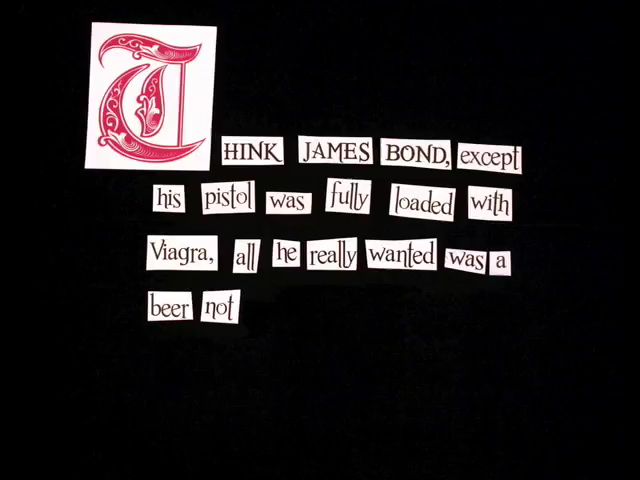 THINK JAMES BOND, except
his pistol was fully loaded with
Viagra, all he really wanted was a
beer not